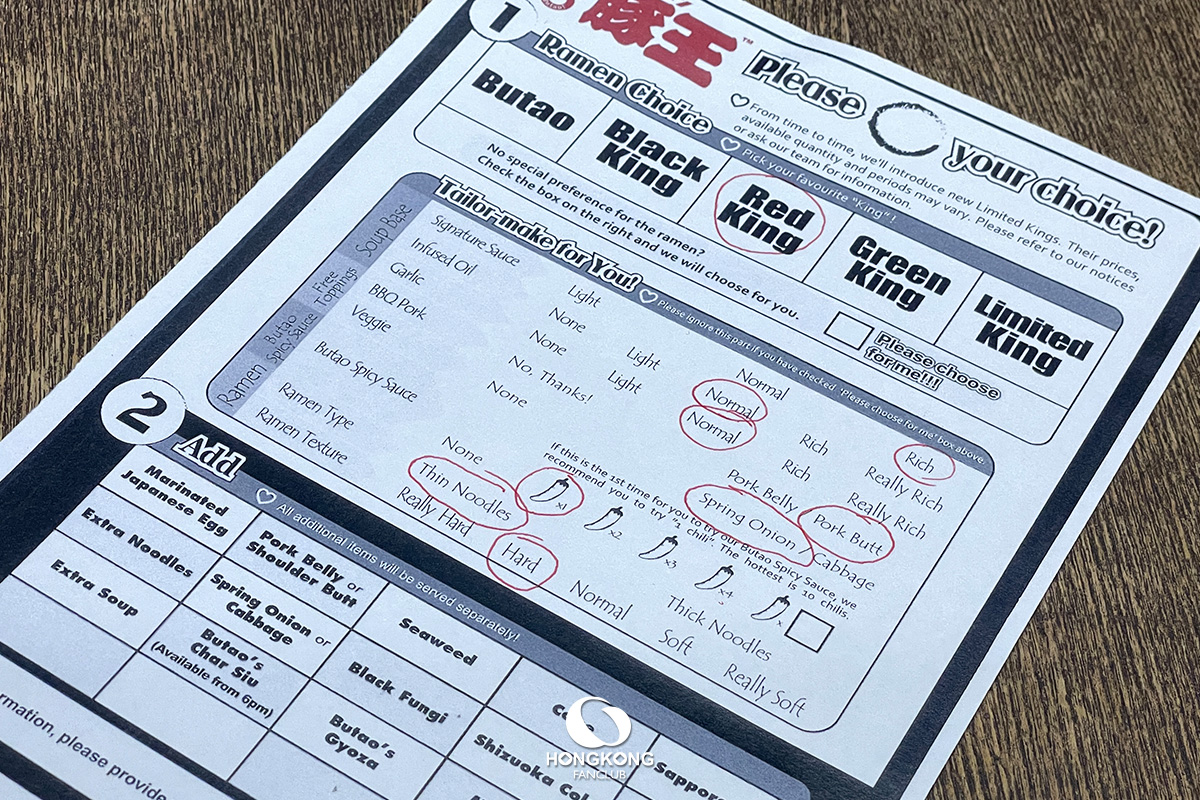 豚王™
Please your choice!
1
Ramen Choice
♡ From time to time, we'll introduce new Limited Kings. Their prices,
available quantity and periods may vary. Please refer to our notices
or ask our team for information.
♡ Pick your favourite "King"!
Butao
Black King
Red King
Green King
Limited King
No special preference for the ramen?
Check the box on the right and we will choose for you.
Please choose for me!!!
Tailor-make for You! ♡ Please ignore this part if you have checked "Please choose for me" box above.
Soup Base
Signature Sauce Light Normal Rich
Infused Oil None Light Normal Rich Really Rich
Free Toppings
Garlic None Light Normal Rich Really Rich
BBQ Pork No, Thanks! Pork Belly Pork Butt
Veggie None Spring Onion Cabbage
Butao Spicy Sauce
If this is the 1st time for you to try our Butao Spicy Sauce, we
recommend you to try "1 chili". The hottest is 10 chills.
Butao Spicy Sauce None x1 x2 x3 x4 x
Ramen
Ramen Type Thin Noodles Thick Noodles
Ramen Texture Really Hard Hard Normal Soft Really Soft
2
Add ♡ All additional items will be served separately!
Marinated Japanese Egg
Pork Belly or Shoulder Butt
Seaweed
Extra Noodles
Spring Onion or Cabbage
Black Fungi
Extra Soup
Butao's Char Siu
(Available from 6pm)
Butao's Gyoza
Shizuoka
Sapporo
rmation, please provide
HONGKONG
FANCLUB